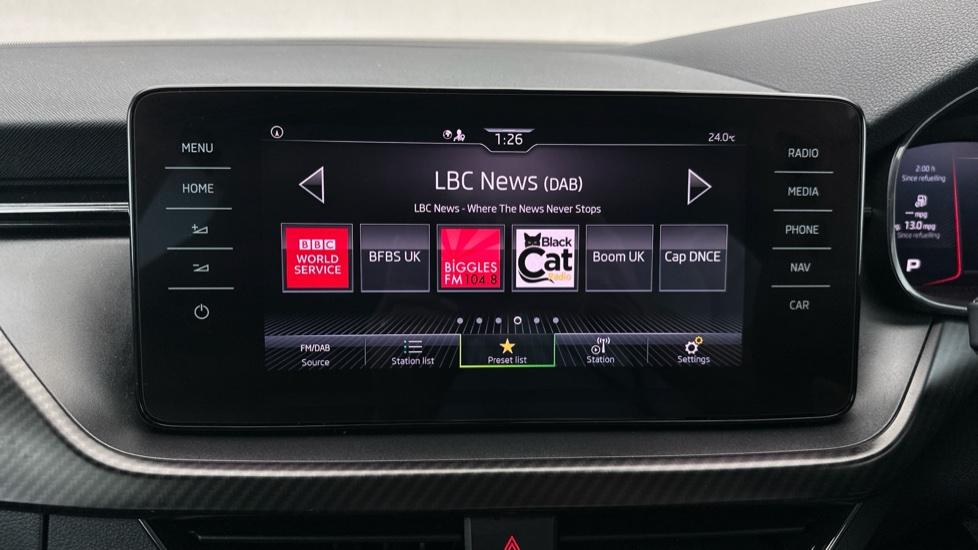 MENU
HOME
1:26
24.0°c
LBC News (DAB)
LBC News - Where The News Never Stops
BBC
WORLD
SERVICE
BFBS UK
BiGGLES
FM 104.8
Black
Cat
Radio
Boom UK
Cap DNCE
FM/DAB
Source
Station list
Preset list
Station
Settings
RADIO
MEDIA
PHONE
NAV
CAR
2:00 h
Since refuelling
-- mpg
13.0 mpg
Since refuelling
P